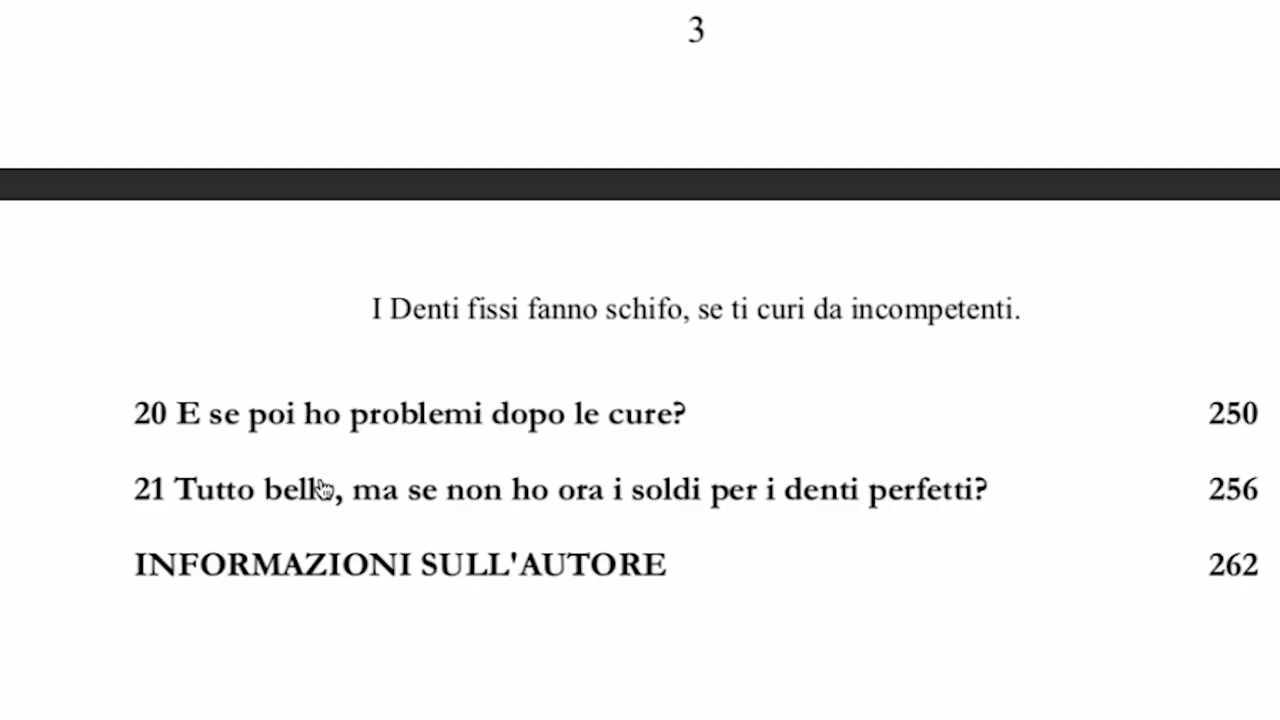 3
I Denti fissi fanno schifo, se ti curi da incompetenti.
20 E se poi ho problemi dopo le cure? 250
21 Tutto bello, ma se non ho ora i soldi per i denti perfetti? 256
INFORMAZIONI SULL'AUTORE 262